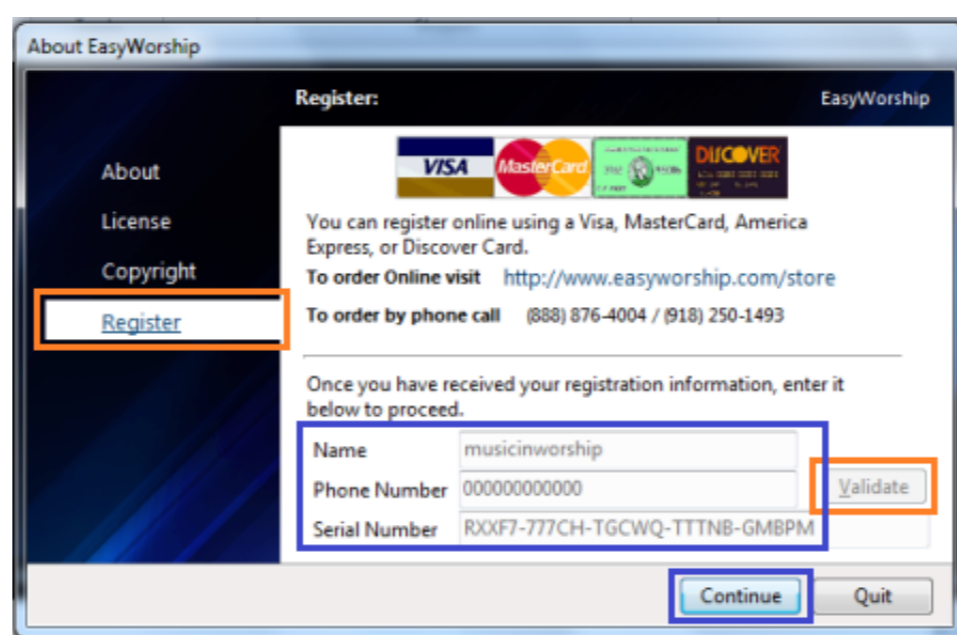 About EasyWorship
Register:
EasyWorship
About
License
Copyright
Register
VISA
MasterCard
DISCOVER
You can register online using a Visa, MasterCard, America
Express, or Discover Card.
To order Online visit http://www.easyworship.com/store
To order by phone call (888) 876-4004 / (918) 250-1493
Once you have received your registration information, enter it
below to proceed.
Name musicinworship
Phone Number 000000000000
Validate
Serial Number RXXF7-777CH-TGCWQ-TTTNB-GMBPM
Continue
Quit